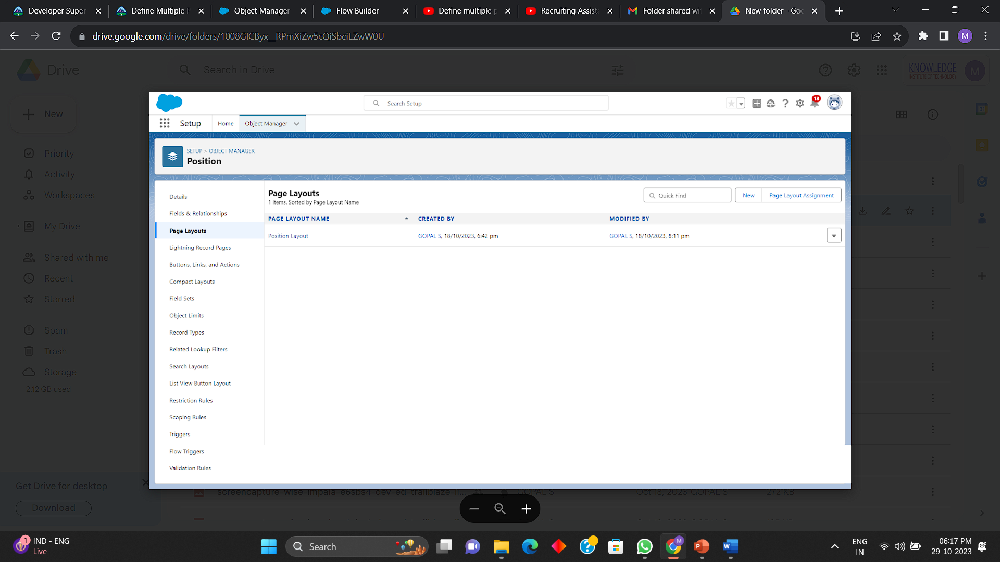 Developer Super
Define Multiple P
Object Manager
Flow Builder
Define multiple p
Recruiting Assista
Folder shared wi
New folder - Goo
drive.google.com/drive/folders/1008GICByx__RPmXiZw5cQiSbciLZwW0U
M
Drive
Search in Drive
KNOWLEDGE
INSTITUTE OF TECHNOLOGY
M
New
Priority
Activity
Workspaces
My Drive
Shared with me
Recent
Starred
Spam
Trash
Storage
2.12 GB used
Get Drive for desktop
Download
Search Setup
18
Setup
Home
Object Manager
SETUP > OBJECT MANAGER
Position
Details
Fields & Relationships
Page Layouts
Lightning Record Pages
Buttons, Links, and Actions
Compact Layouts
Field Sets
Object Limits
Record Types
Related Lookup Filters
Search Layouts
List View Button Layout
Restriction Rules
Scoping Rules
Triggers
Flow Triggers
Validation Rules
Page Layouts
1 Items, Sorted by Page Layout Name
Quick Find
New
Page Layout Assignment
PAGE LAYOUT NAME
CREATED BY
MODIFIED BY
Position Layout
GOPAL S, 18/10/2023, 6:42 pm
GOPAL S, 18/10/2023, 8:11 pm
screencapture-wise-impala-e6sbs4-dev-ed-trailblaze-li...
GOPAL S
Oct 18, 2023 GOPAL S
272 KB
1
IND - ENG
Live
Search
M
ENG
IN
06:17 PM
29-10-2023